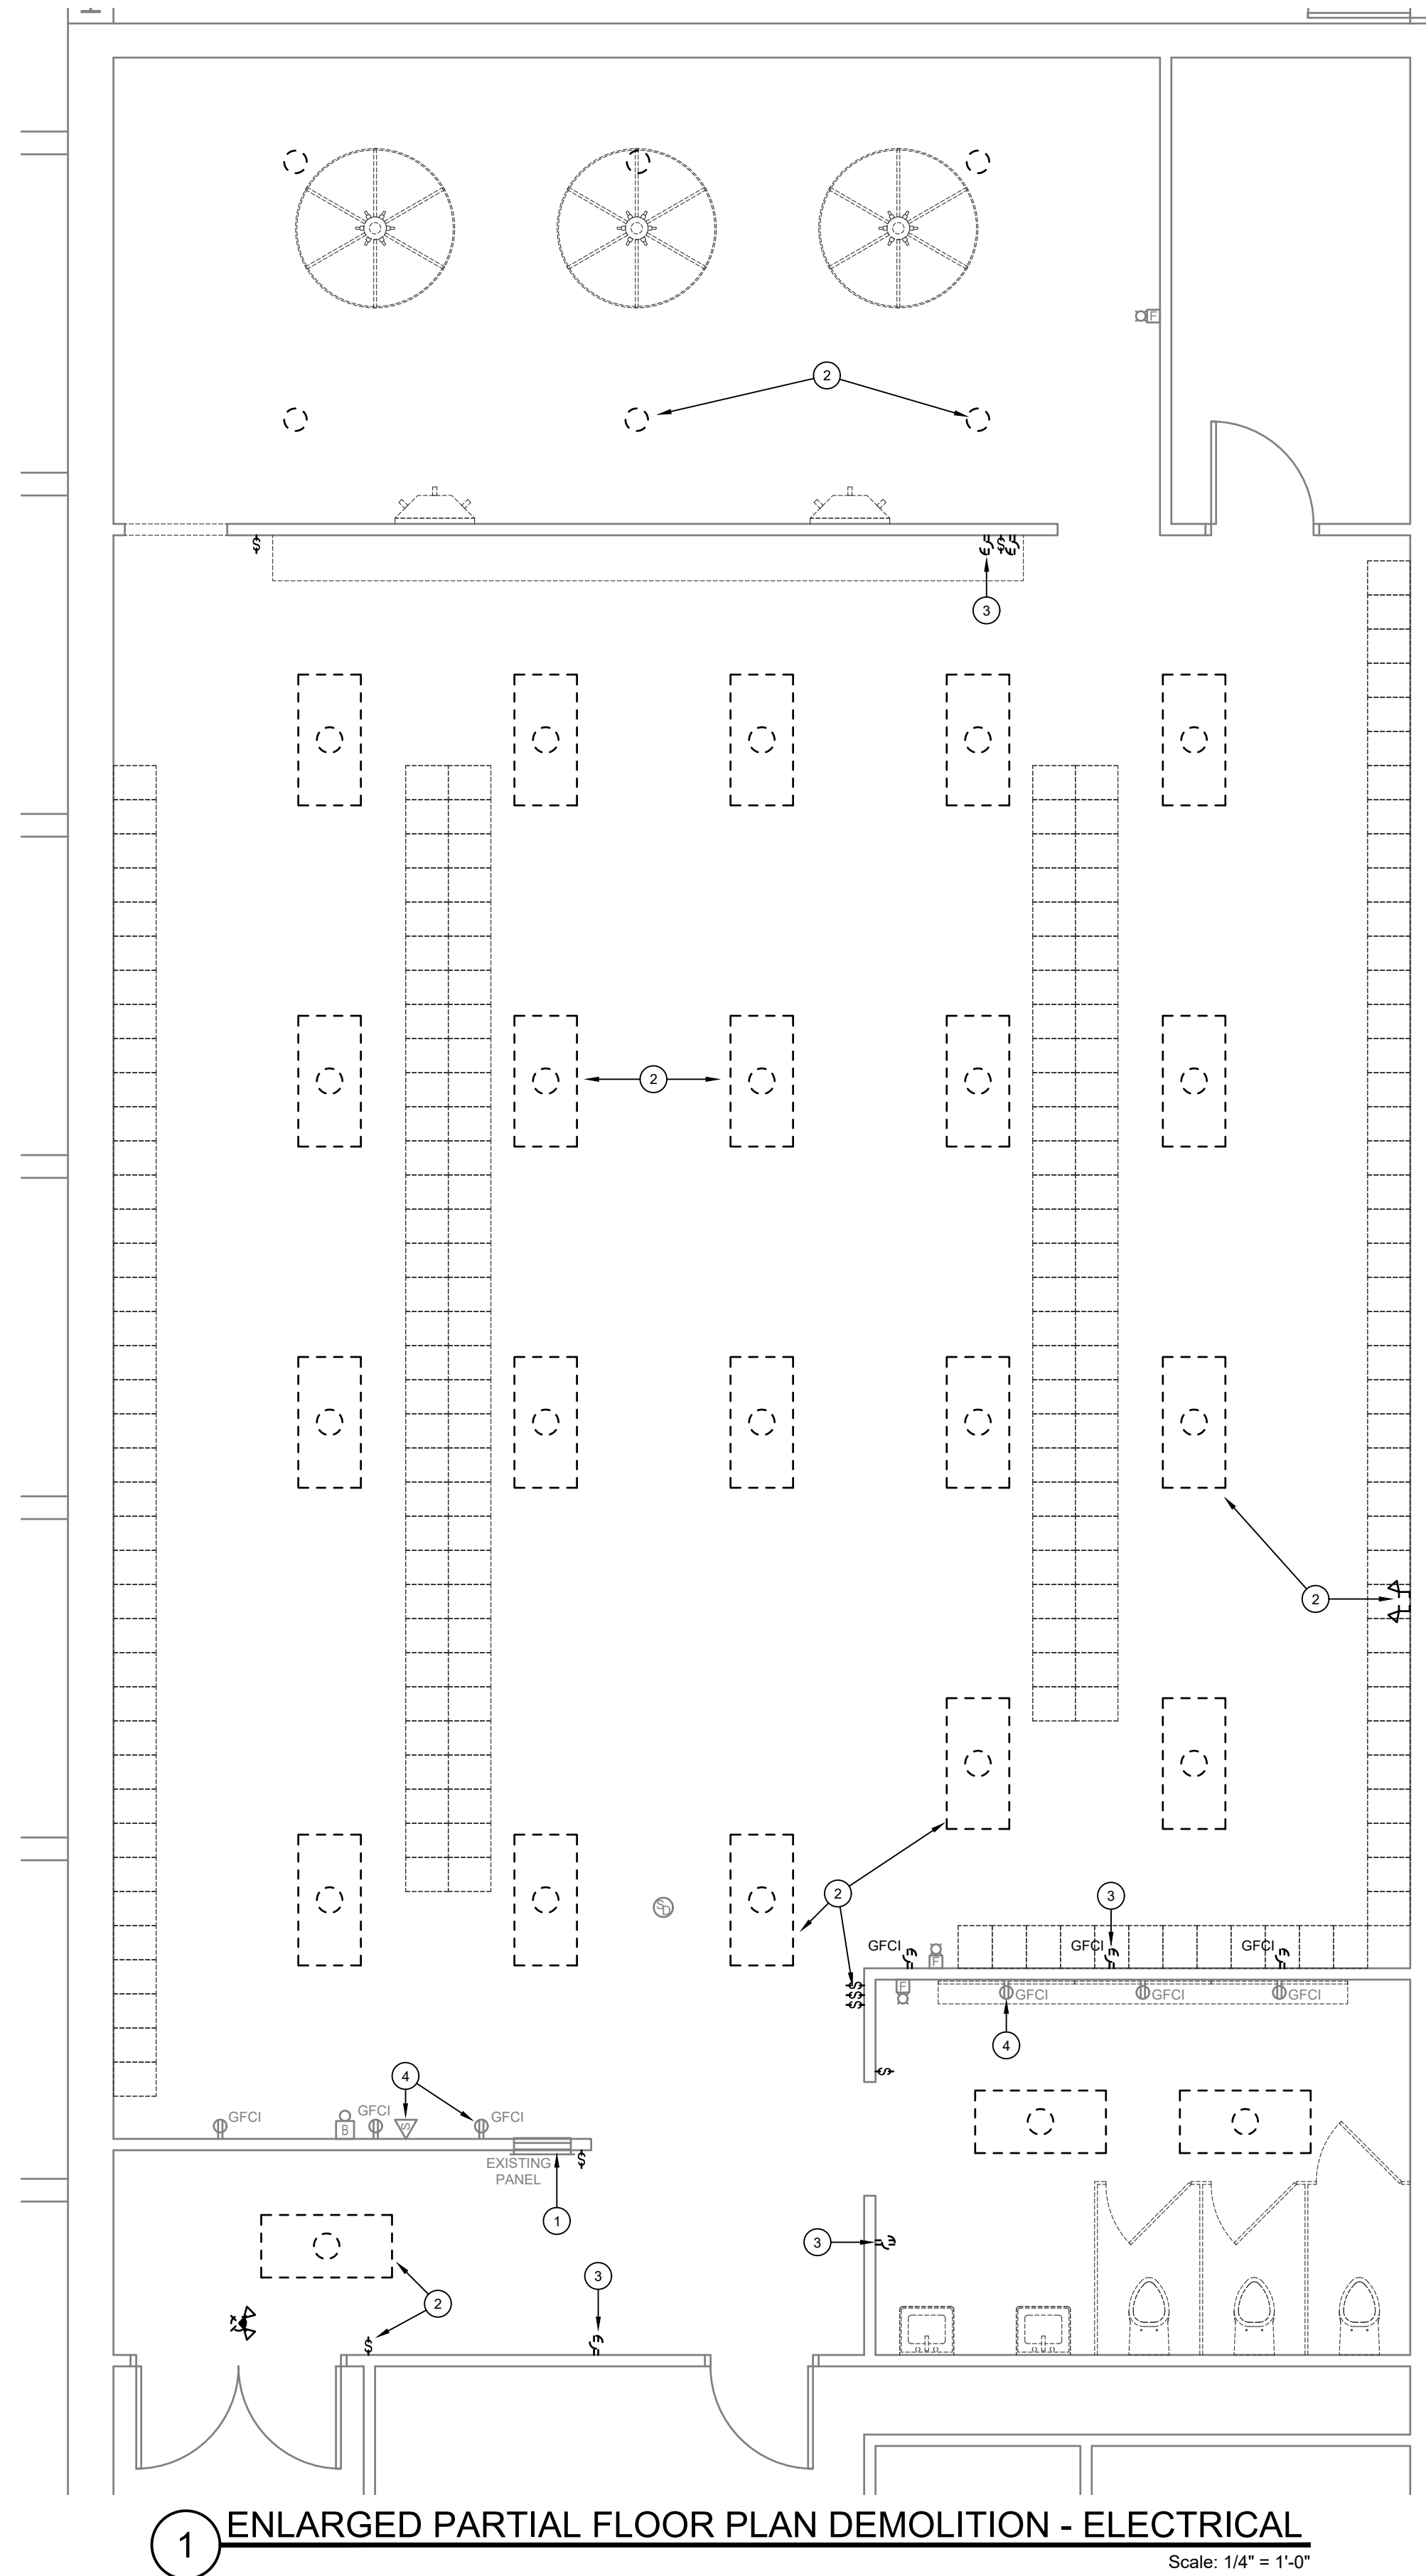 F
2
$
$
3
2
2
SD
2
3
GFCI
GFCI
GFCI
F
F
$
$
$
GFCI
GFCI
GFCI
4
$
4
GFCI
GFCI
GFCI
B
S
EXISTING
PANEL
$
1
3
3
2
$
1
ENLARGED PARTIAL FLOOR PLAN DEMOLITION - ELECTRICAL
Scale: 1/4" = 1'-0"